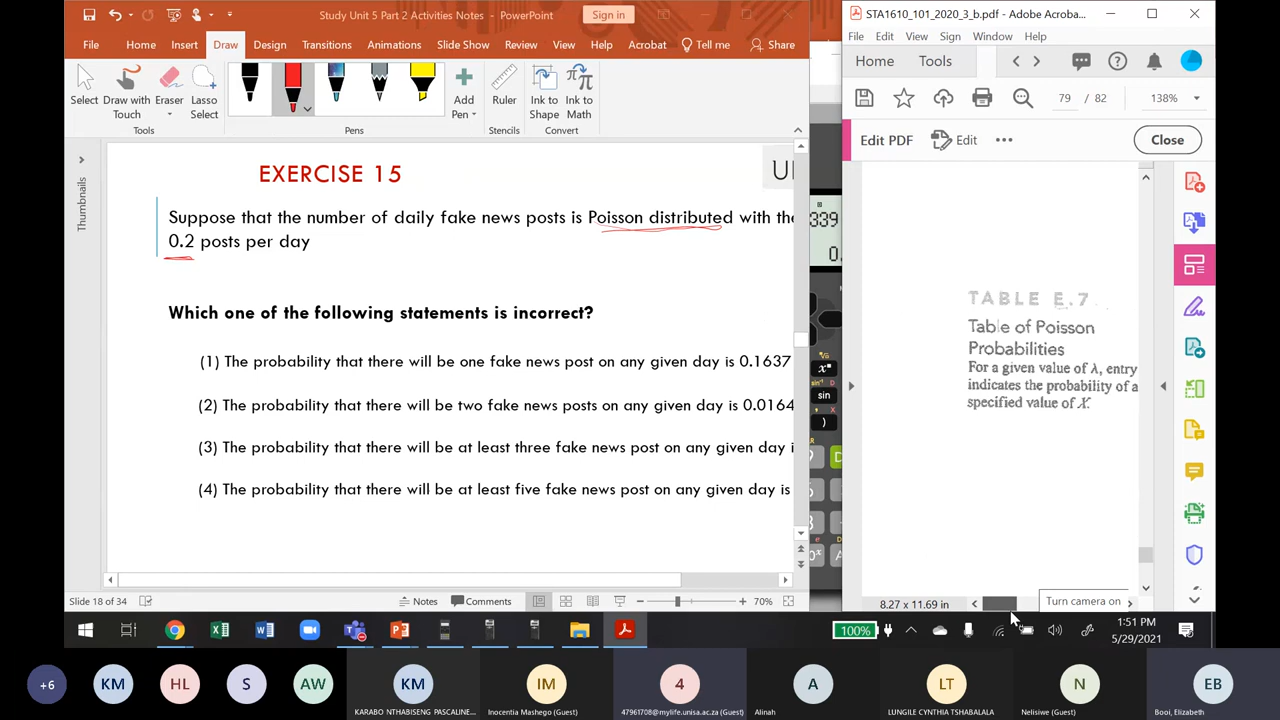 Study Unit 5 Part 2 Activities Notes - PowerPoint
Sign in
File Home Insert Draw Design Transitions Animations Slide Show Review View Help Acrobat Tell me Share
Select
Draw with Touch
Eraser
Lasso Select
Add Pen
Ruler
Ink to Shape
Ink to Math
Tools
Pens
Stencils
Convert
Thumbnails
EXERCISE 15
Suppose that the number of daily fake news posts is Poisson distributed with the
0.2 posts per day
Which one of the following statements is incorrect?
(1) The probability that there will be one fake news post on any given day is 0.1637
(2) The probability that there will be two fake news posts on any given day is 0.0164
(3) The probability that there will be at least three fake news post on any given day i
(4) The probability that there will be at least five fake news post on any given day is
Slide 18 of 34
Notes
Comments
70%
339
0.
sin
STA1610_101_2020_3_b.pdf - Adobe Acroba...
File Edit View Sign Window Help
Home Tools
79 / 82
138%
Edit PDF
Edit
Close
TABLE E.7
Table of Poisson
Probabilities
For a given value of λ, entry
indicates the probability of a
specified value of X.
8.27 x 11.69 in
Turn camera on
100%
1:51 PM
5/29/2021
+6
KM
HL
S
AW
KM
KARABO NTHABISENG PASCALINE...
IM
Inocentia Mashego (Guest)
4
47961708@mylife.unisa.ac.za (Guest)
A
Alinah
LT
LUNGILE CYNTHIA TSHABALALA
N
Nelisiwe (Guest)
EB
Booi, Elizabeth